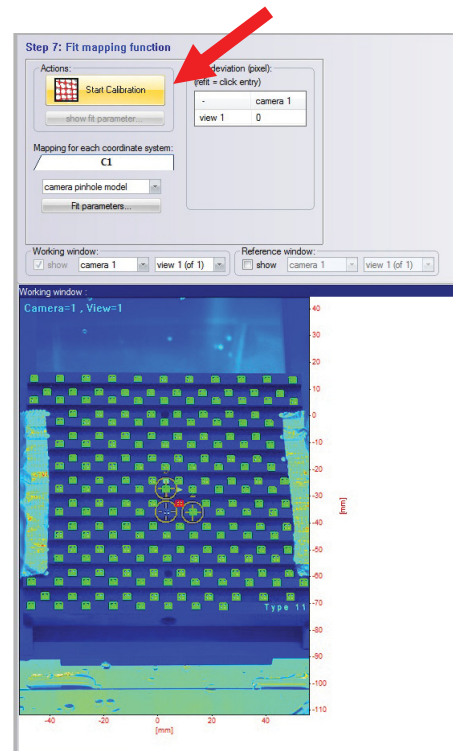 Step 7: Fit mapping function
Actions:
Start Calibration
show fit parameter...
deviation (pixel):
(refit = click entry)
- camera 1
view 1 0
Mapping for each coordinate system:
C1
camera pinhole model
Fit parameters...
Working window:
show camera 1 view 1 (of 1)
Reference window:
show camera 1 view 1 (of 1)
Working window :
Camera=1 , View=1
40
30
20
10
0
-10
-20
-30
-40
-50
-60
-70
-80
-90
-100
-110
[mm]
Type 11
-40 -20 0 20 40
[mm]